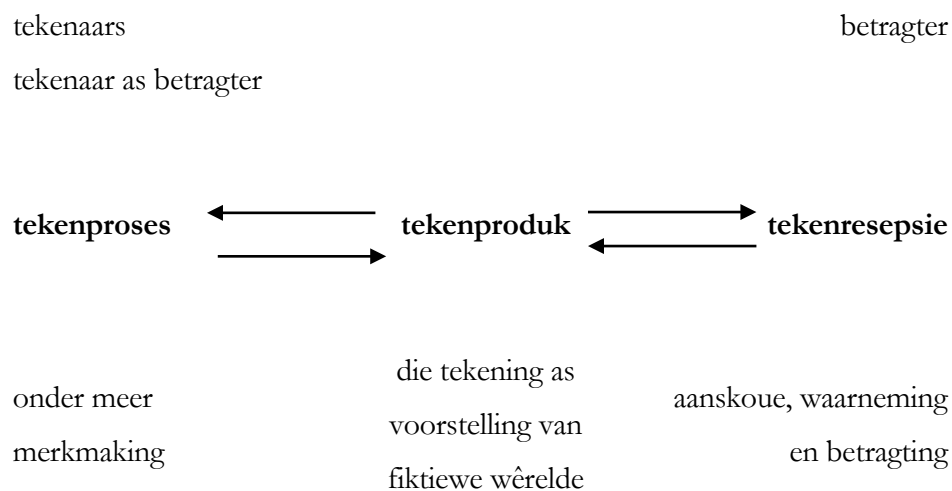 tekenaars betragter
tekenaar as betragter
tekenproses tekenproduk tekenresepsie
onder meer
merkmaking
die tekening as
voorstelling van
fiktiewe wêrelde
aanskoue, waarneming
en betragting